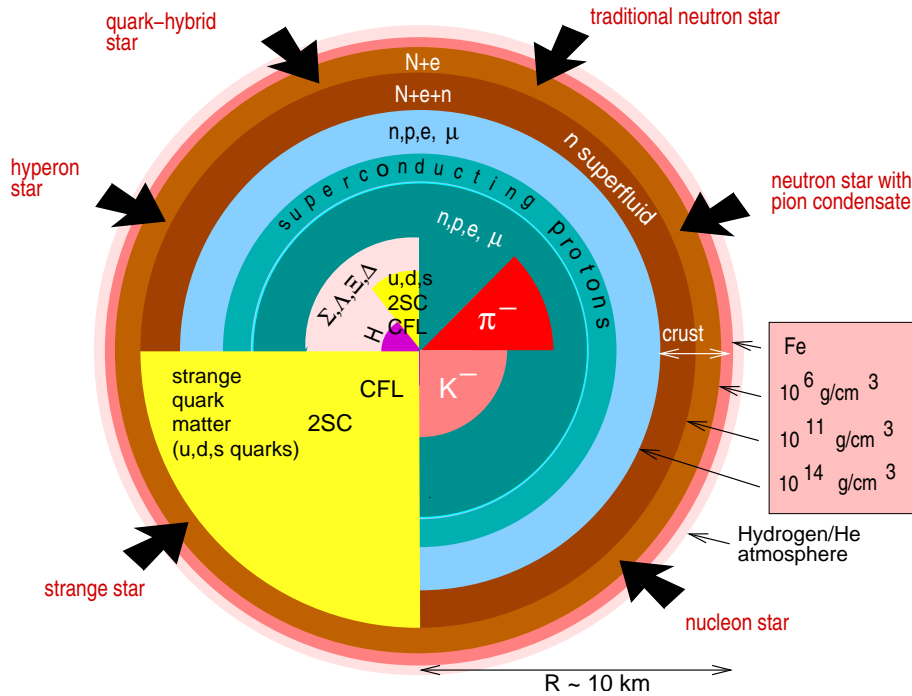 quark–hybrid
star
traditional neutron star
hyperon
star
neutron star with
pion condensate
N+e
N+e+n
n,p,e, μ
n superfluid
superconducting protons
n,p,e, μ
Σ,Λ,Ξ,Δ
H
u,d,s
2SC
CFL
π⁻
K⁻
crust
strange
quark
matter
(u,d,s quarks)
CFL
2SC
Fe
10⁶ g/cm³
10¹¹ g/cm³
10¹⁴ g/cm³
Hydrogen/He
atmosphere
strange star
nucleon star
R ~ 10 km